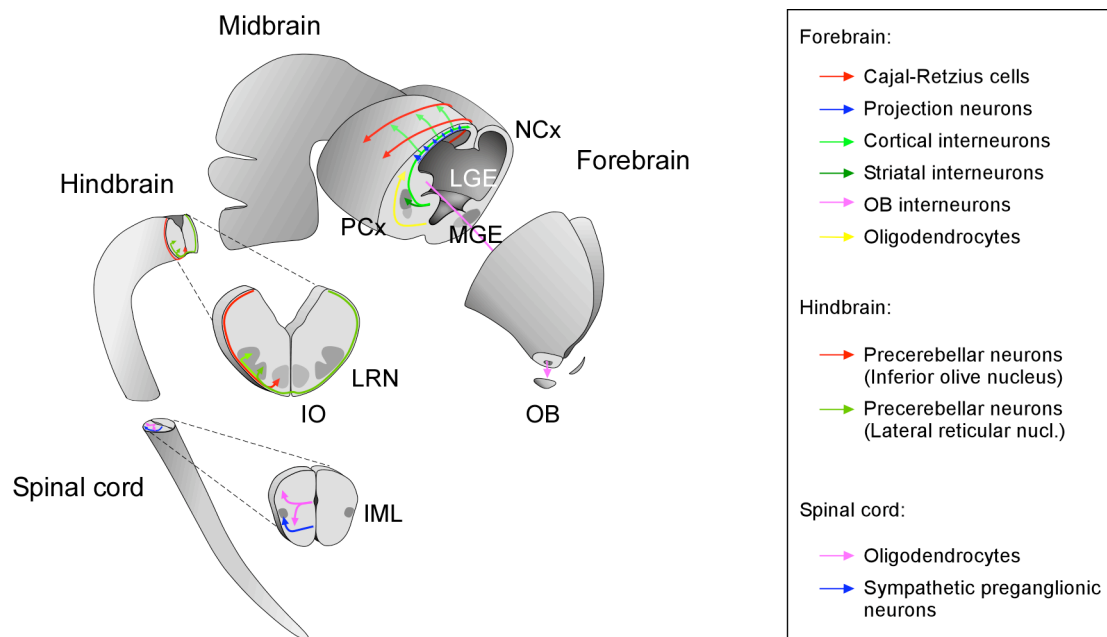 Midbrain
NCx
Forebrain
Hindbrain
LGE
PCx
MGE
LRN
IO
OB
Spinal cord
IML
Forebrain:
Cajal-Retzius cells
Projection neurons
Cortical interneurons
Striatal interneurons
OB interneurons
Oligodendrocytes
Hindbrain:
Precerebellar neurons
(Inferior olive nucleus)
Precerebellar neurons
(Lateral reticular nucl.)
Spinal cord:
Oligodendrocytes
Sympathetic preganglionic
neurons